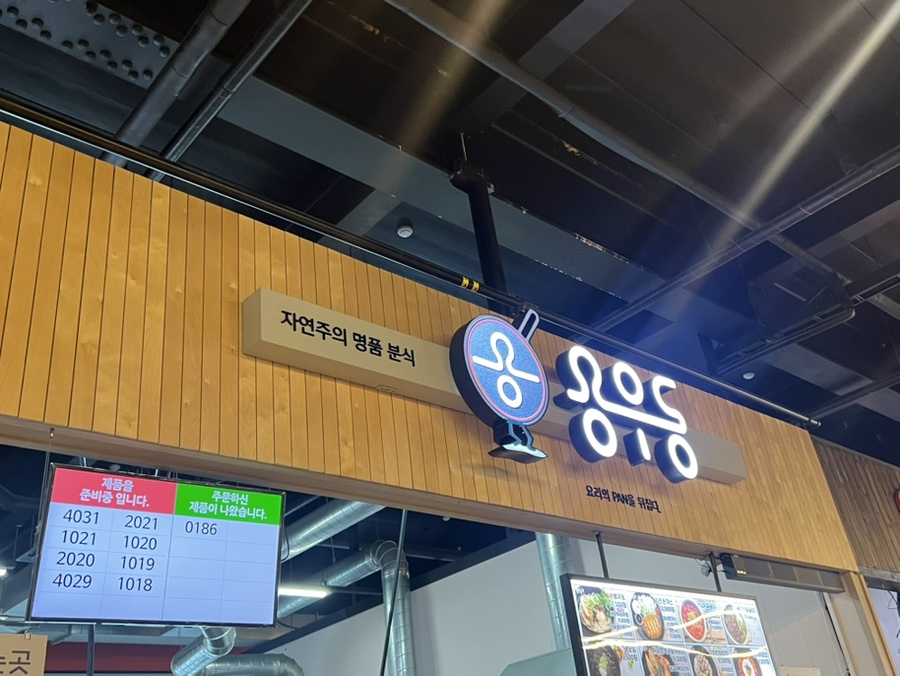 자연주의 명품 분식
용
용우동
요리의 PAN을 뒤집다.
제품을
준비중 입니다.
주문하신
제품이 나왔습니다.
4031 2021 0186
1021 1020
2020 1019
4029 1018
는곳